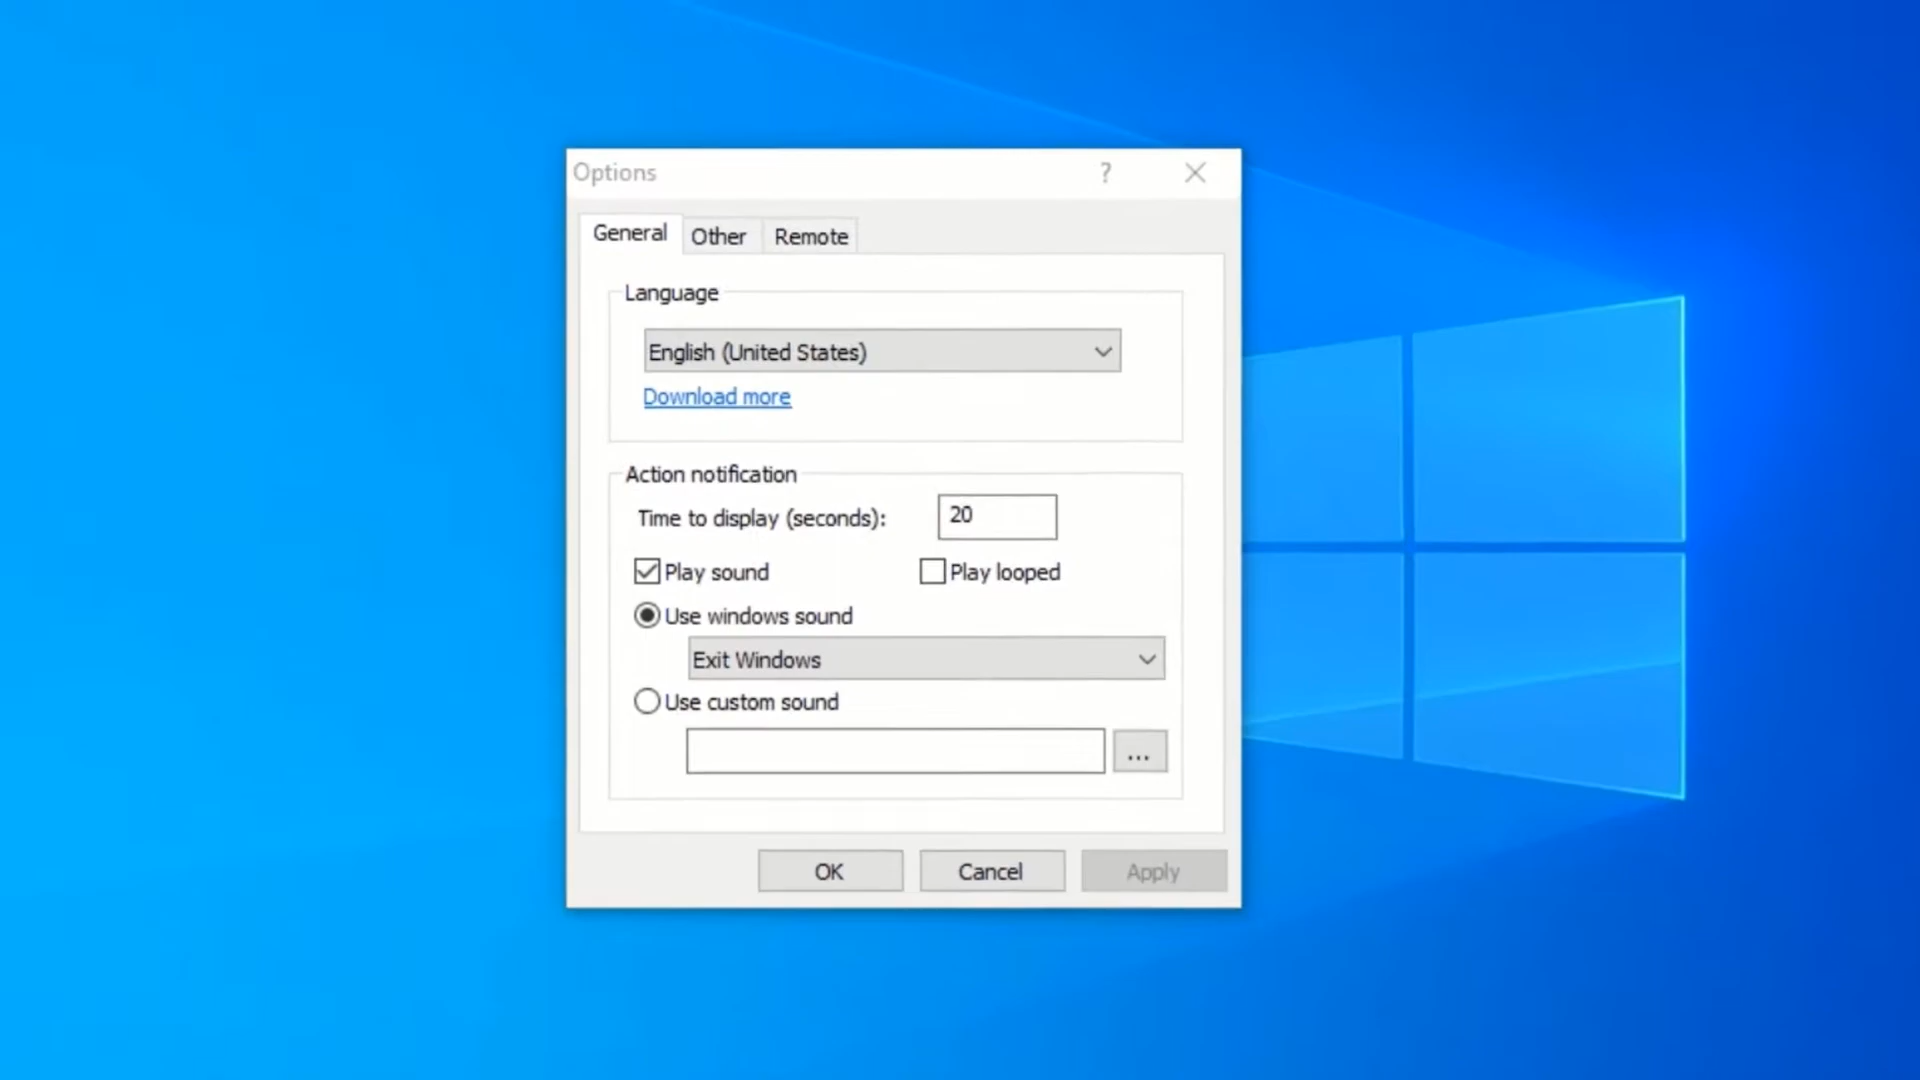 Options ?
General Other Remote
Language
English (United States)
Download more
Action notification
Time to display (seconds): 20
Play sound Play looped
Use windows sound
Exit Windows
Use custom sound
...
OK Cancel Apply